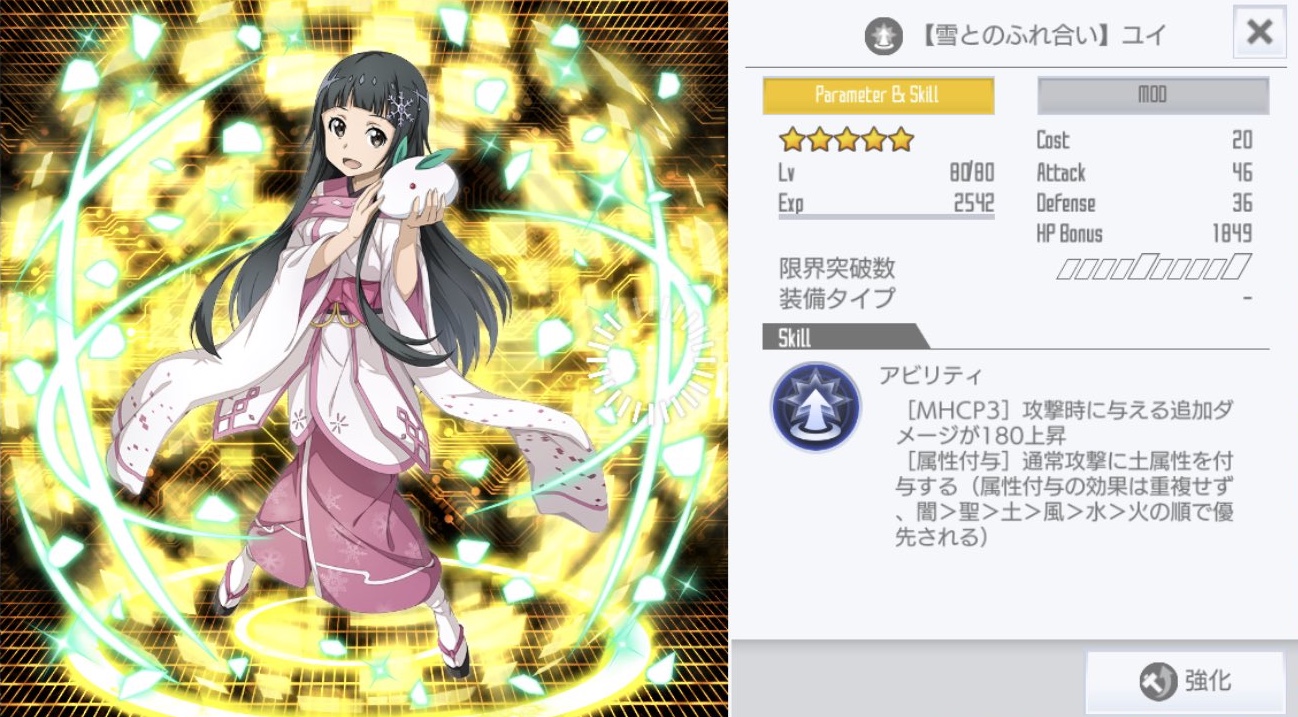 【雪とのふれ合い】ユイ
Parameter & Skill
MOD
Lv 80/80
Exp 2542
Cost 20
Attack 46
Defense 36
HP Bonus 1849
限界突破数
装備タイプ -
Skill
アビリティ
［MHCP3］攻撃時に与える追加ダ
メージが180上昇
［属性付与］通常攻撃に土属性を付
与する（属性付与の効果は重複せず
、闇＞聖＞土＞風＞水＞火の順で優
先される）
強化